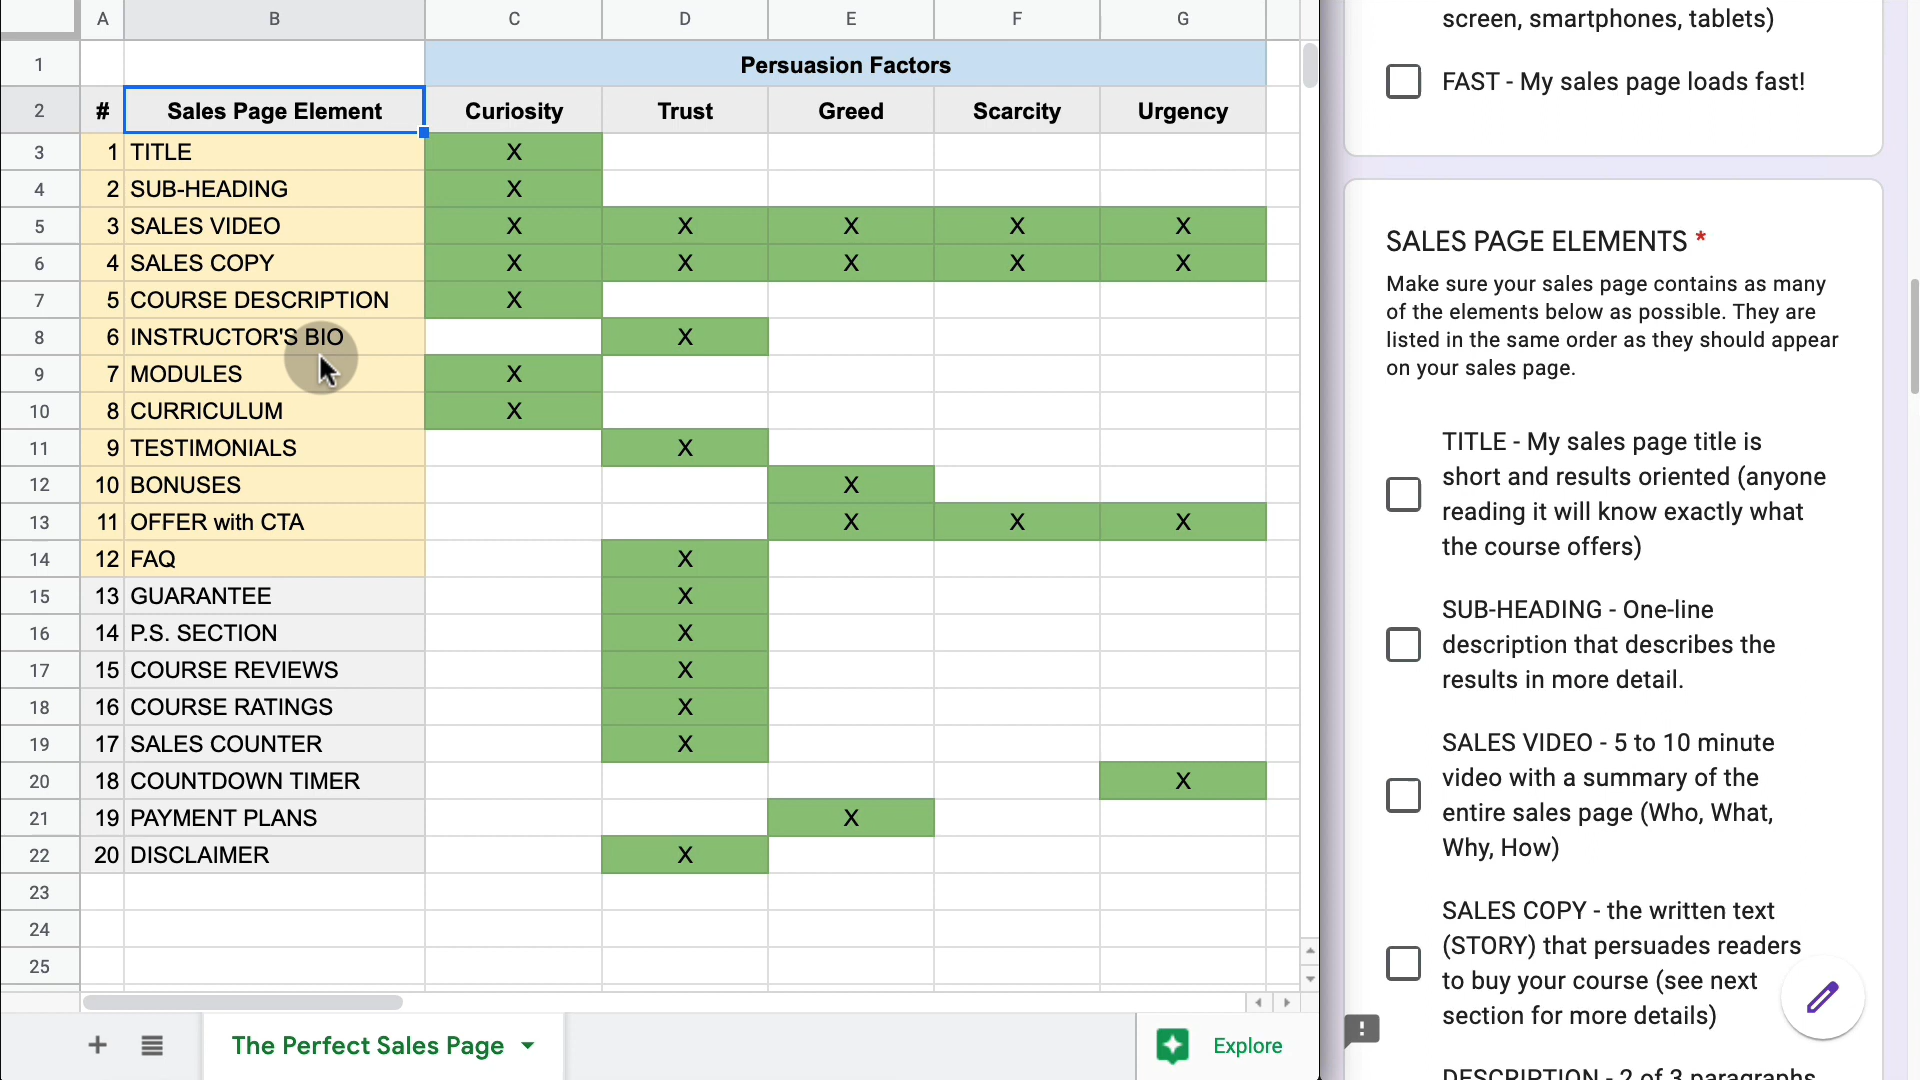 A B C D E F G
1 Persuasion Factors
2 # Sales Page Element Curiosity Trust Greed Scarcity Urgency
3 1 TITLE X
4 2 SUB-HEADING X
5 3 SALES VIDEO X X X X X
6 4 SALES COPY X X X X X
7 5 COURSE DESCRIPTION X
8 6 INSTRUCTOR'S BIO X
9 7 MODULES X
10 8 CURRICULUM X
11 9 TESTIMONIALS X
12 10 BONUSES X
13 11 OFFER with CTA X X X
14 12 FAQ X
15 13 GUARANTEE X
16 14 P.S. SECTION X
17 15 COURSE REVIEWS X
18 16 COURSE RATINGS X
19 17 SALES COUNTER X
20 18 COUNTDOWN TIMER X
21 19 PAYMENT PLANS X
22 20 DISCLAIMER X
23
24
25
The Perfect Sales Page
Explore
screen, smartphones, tablets)
FAST - My sales page loads fast!
SALES PAGE ELEMENTS *
Make sure your sales page contains as many
of the elements below as possible. They are
listed in the same order as they should appear
on your sales page.
TITLE - My sales page title is
short and results oriented (anyone
reading it will know exactly what
the course offers)
SUB-HEADING - One-line
description that describes the
results in more detail.
SALES VIDEO - 5 to 10 minute
video with a summary of the
entire sales page (Who, What,
Why, How)
SALES COPY - the written text
(STORY) that persuades readers
to buy your course (see next
section for more details)
DESCRIPTION - 2 of 3 paragraphs